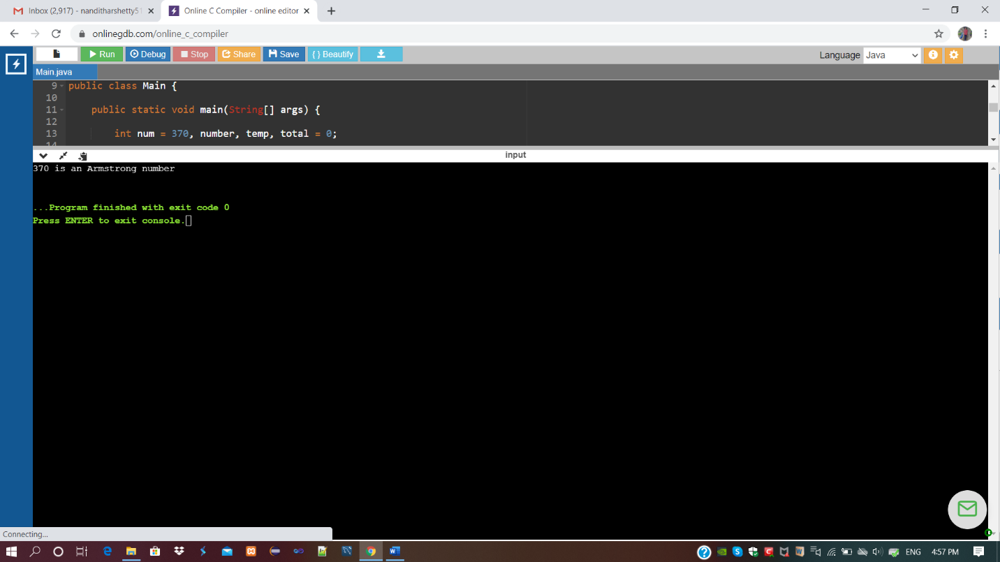 Inbox (2,917) - nanditharshetty51
Online C Compiler - online editor
onlinegdb.com/online_c_compiler
Run Debug Stop Share Save { } Beautify
Language Java
Main.java
9 public class Main {
10
11 public static void main(String[] args) {
12
13 int num = 370, number, temp, total = 0;
14
input
370 is an Armstrong number
...Program finished with exit code 0
Press ENTER to exit console.
Connecting...
ENG 4:57 PM